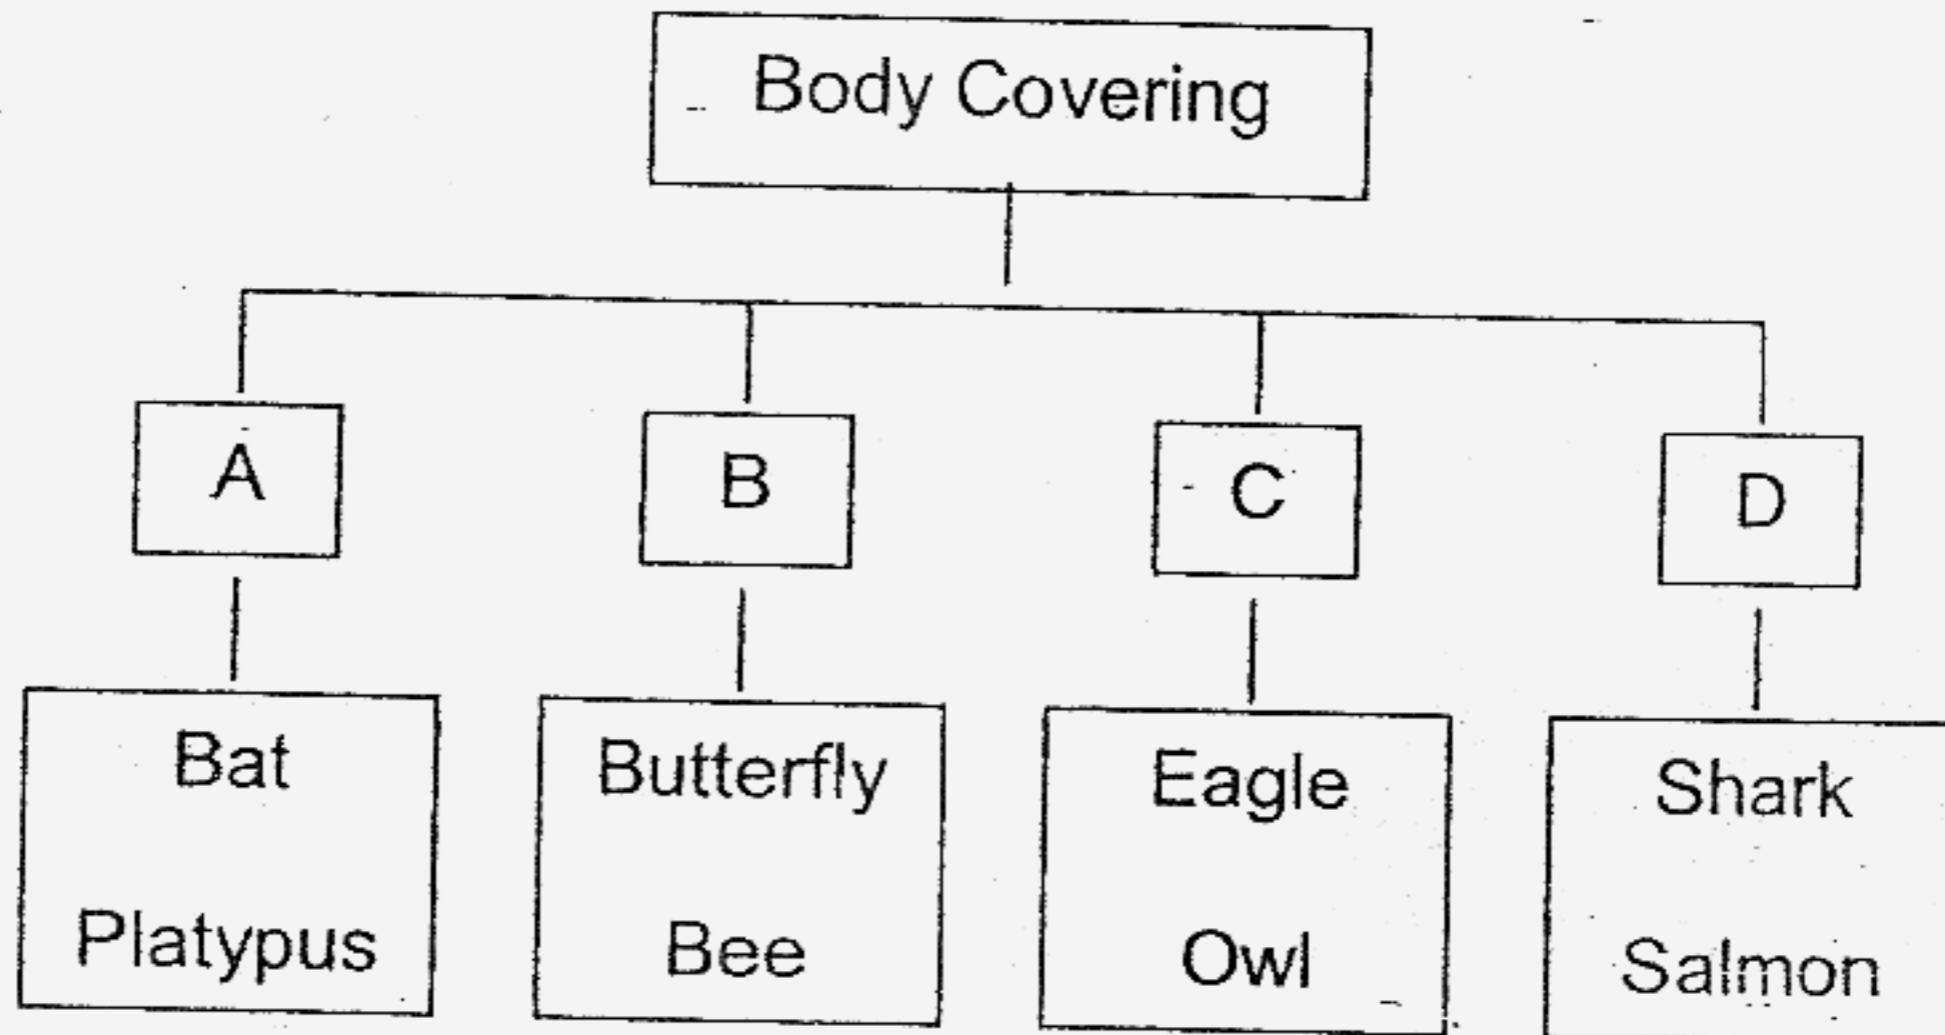 Body Covering
A
B
C
D
Bat
Platypus
Butterfly
Bee
Eagle
Owl
Shark
Salmon